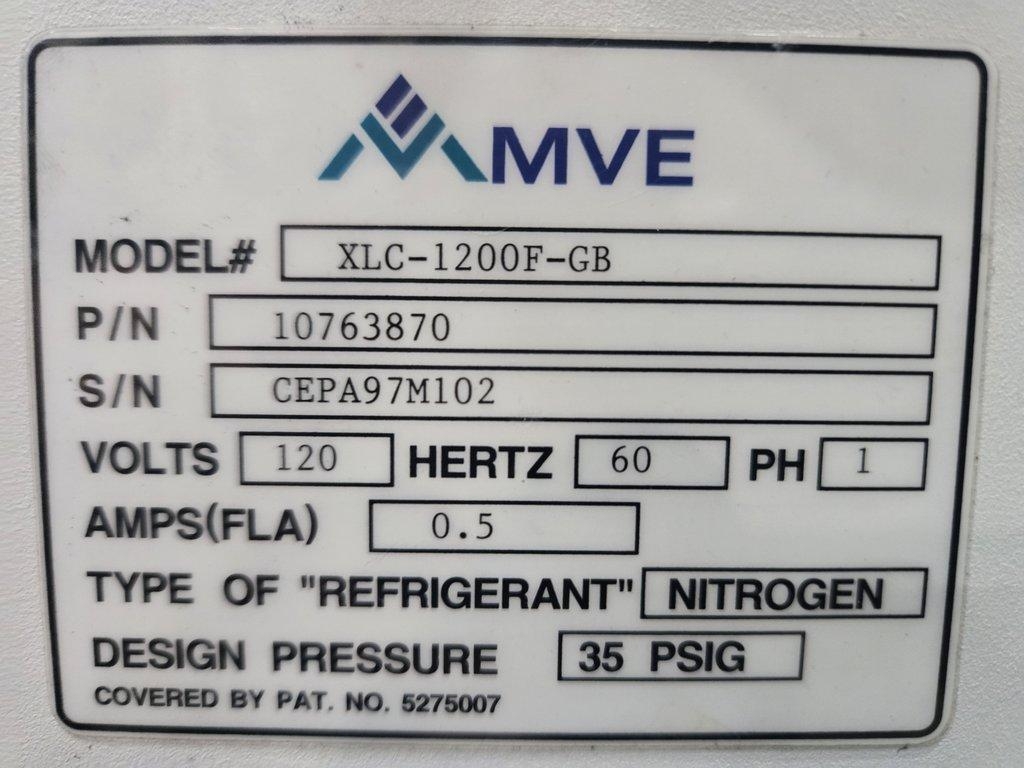 MVE
MODEL# XLC-1200F-GB
P/N 10763870
S/N CEPA97M102
VOLTS 120 HERTZ 60 PH 1
AMPS(FLA) 0.5
TYPE OF "REFRIGERANT" NITROGEN
DESIGN PRESSURE 35 PSIG
COVERED BY PAT. NO. 5275007